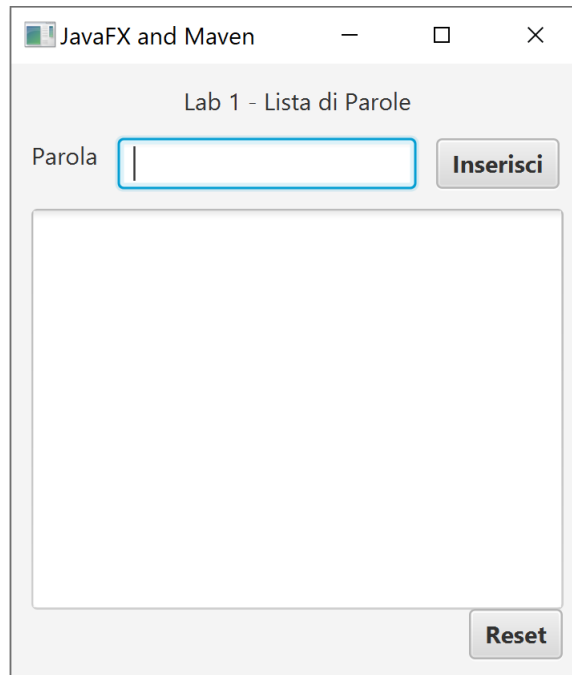 JavaFX and Maven
Lab 1 - Lista di Parole
Parola Inserisci
Reset